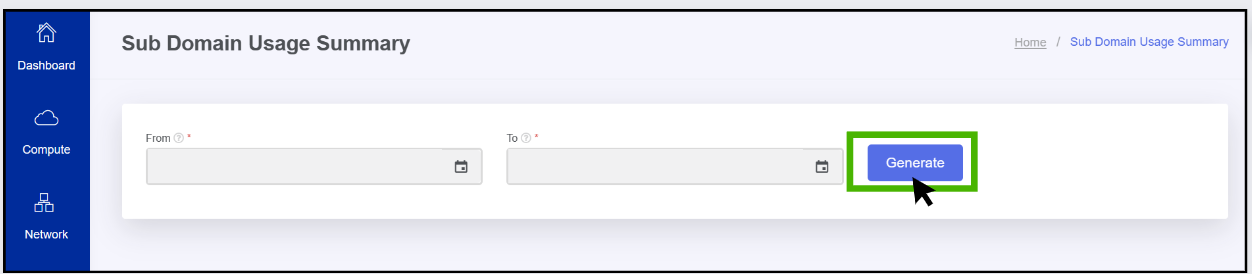 Dashboard
Compute
Network
Sub Domain Usage Summary
Home / Sub Domain Usage Summary
From ? *
To ? *
Generate